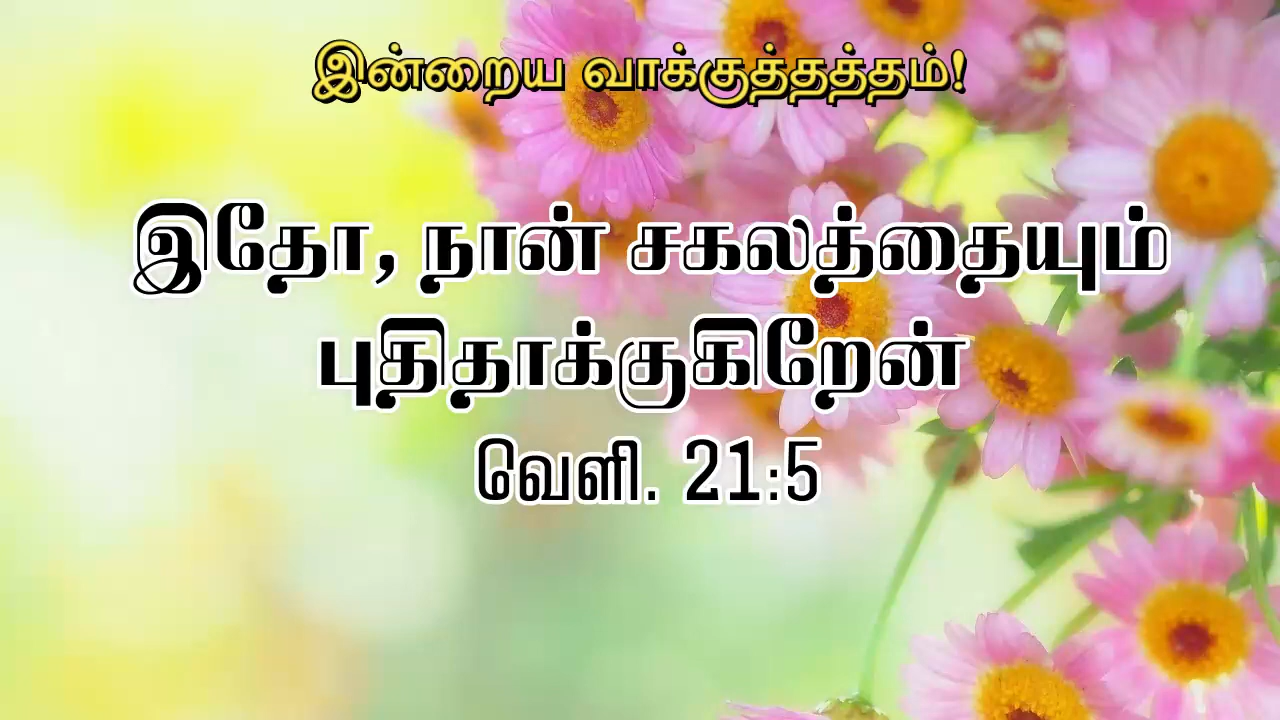 இன்றைய வாக்குத்தத்தம்!
இதோ, நான் சகலத்தையும்
புதிதாக்குகிறேன்
வேளி. 21:5